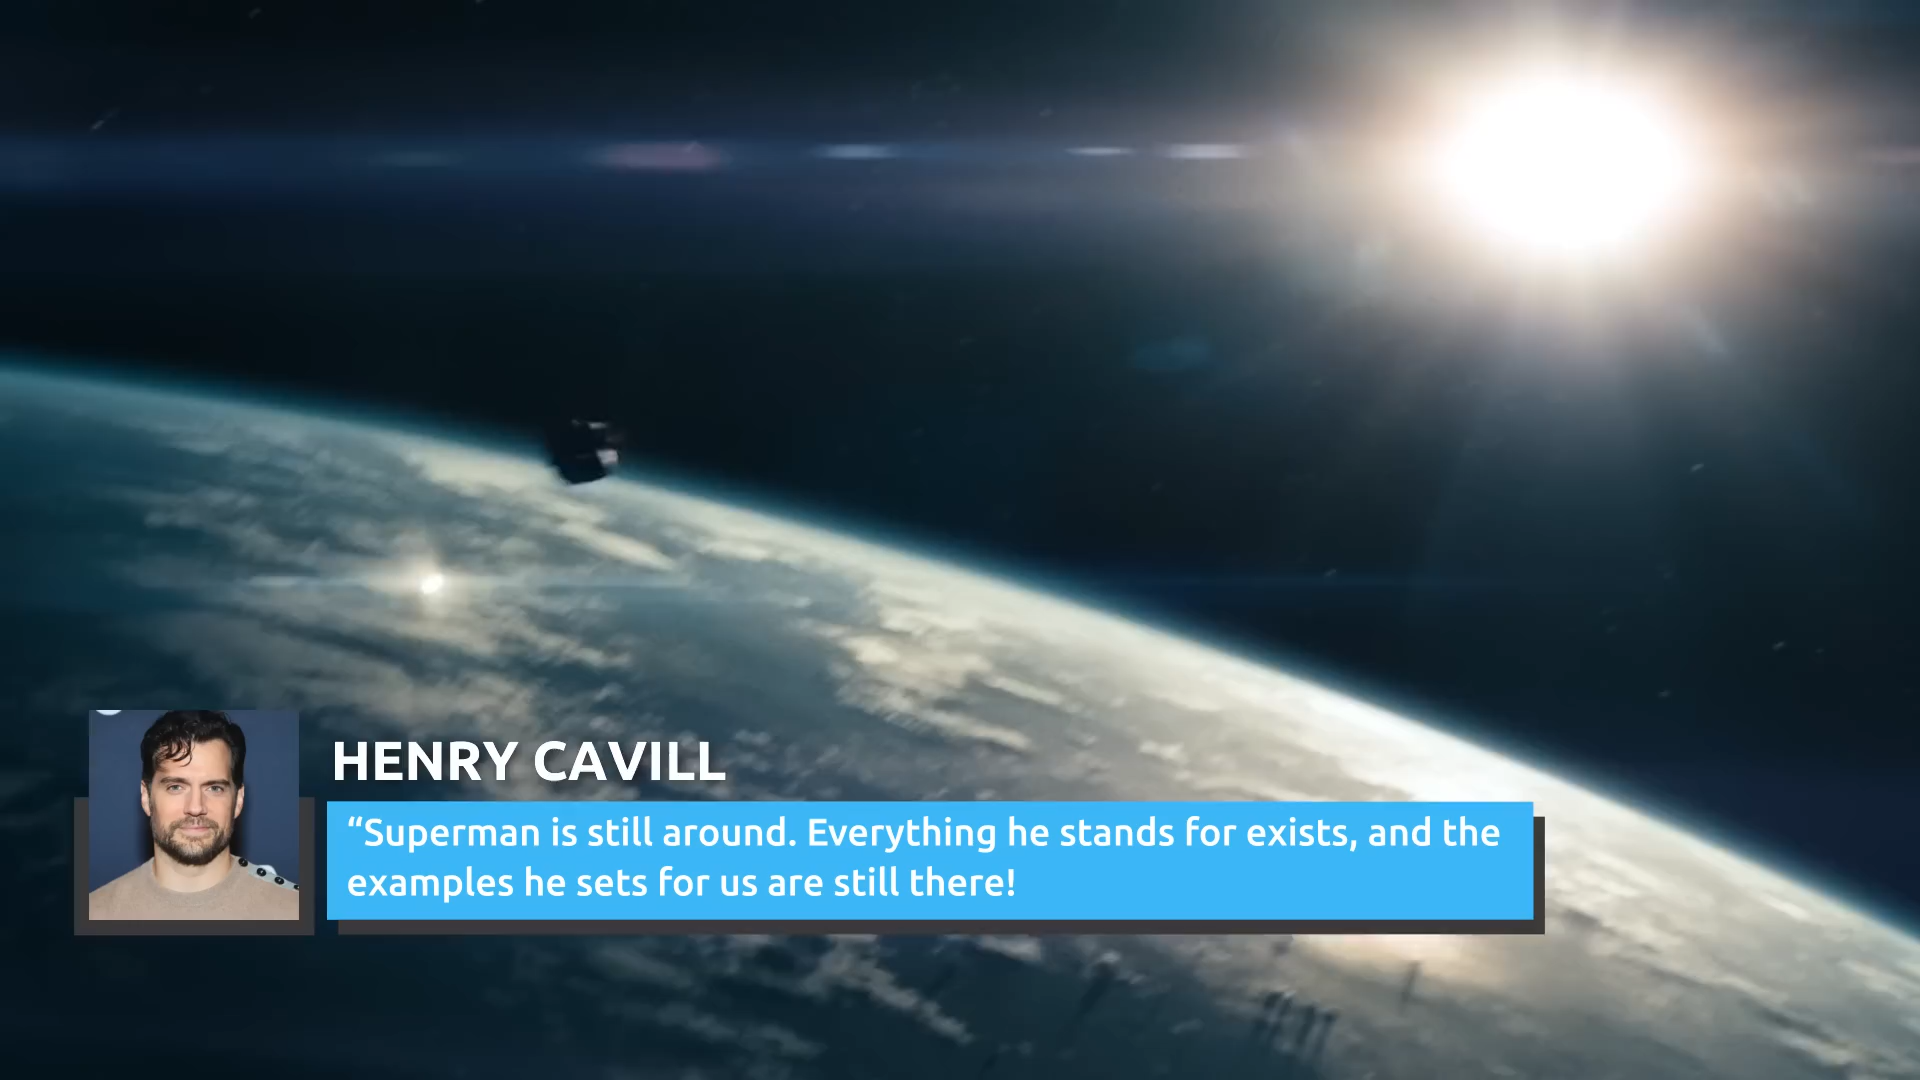 HENRY CAVILL
“Superman is still around. Everything he stands for exists, and the
examples he sets for us are still there!